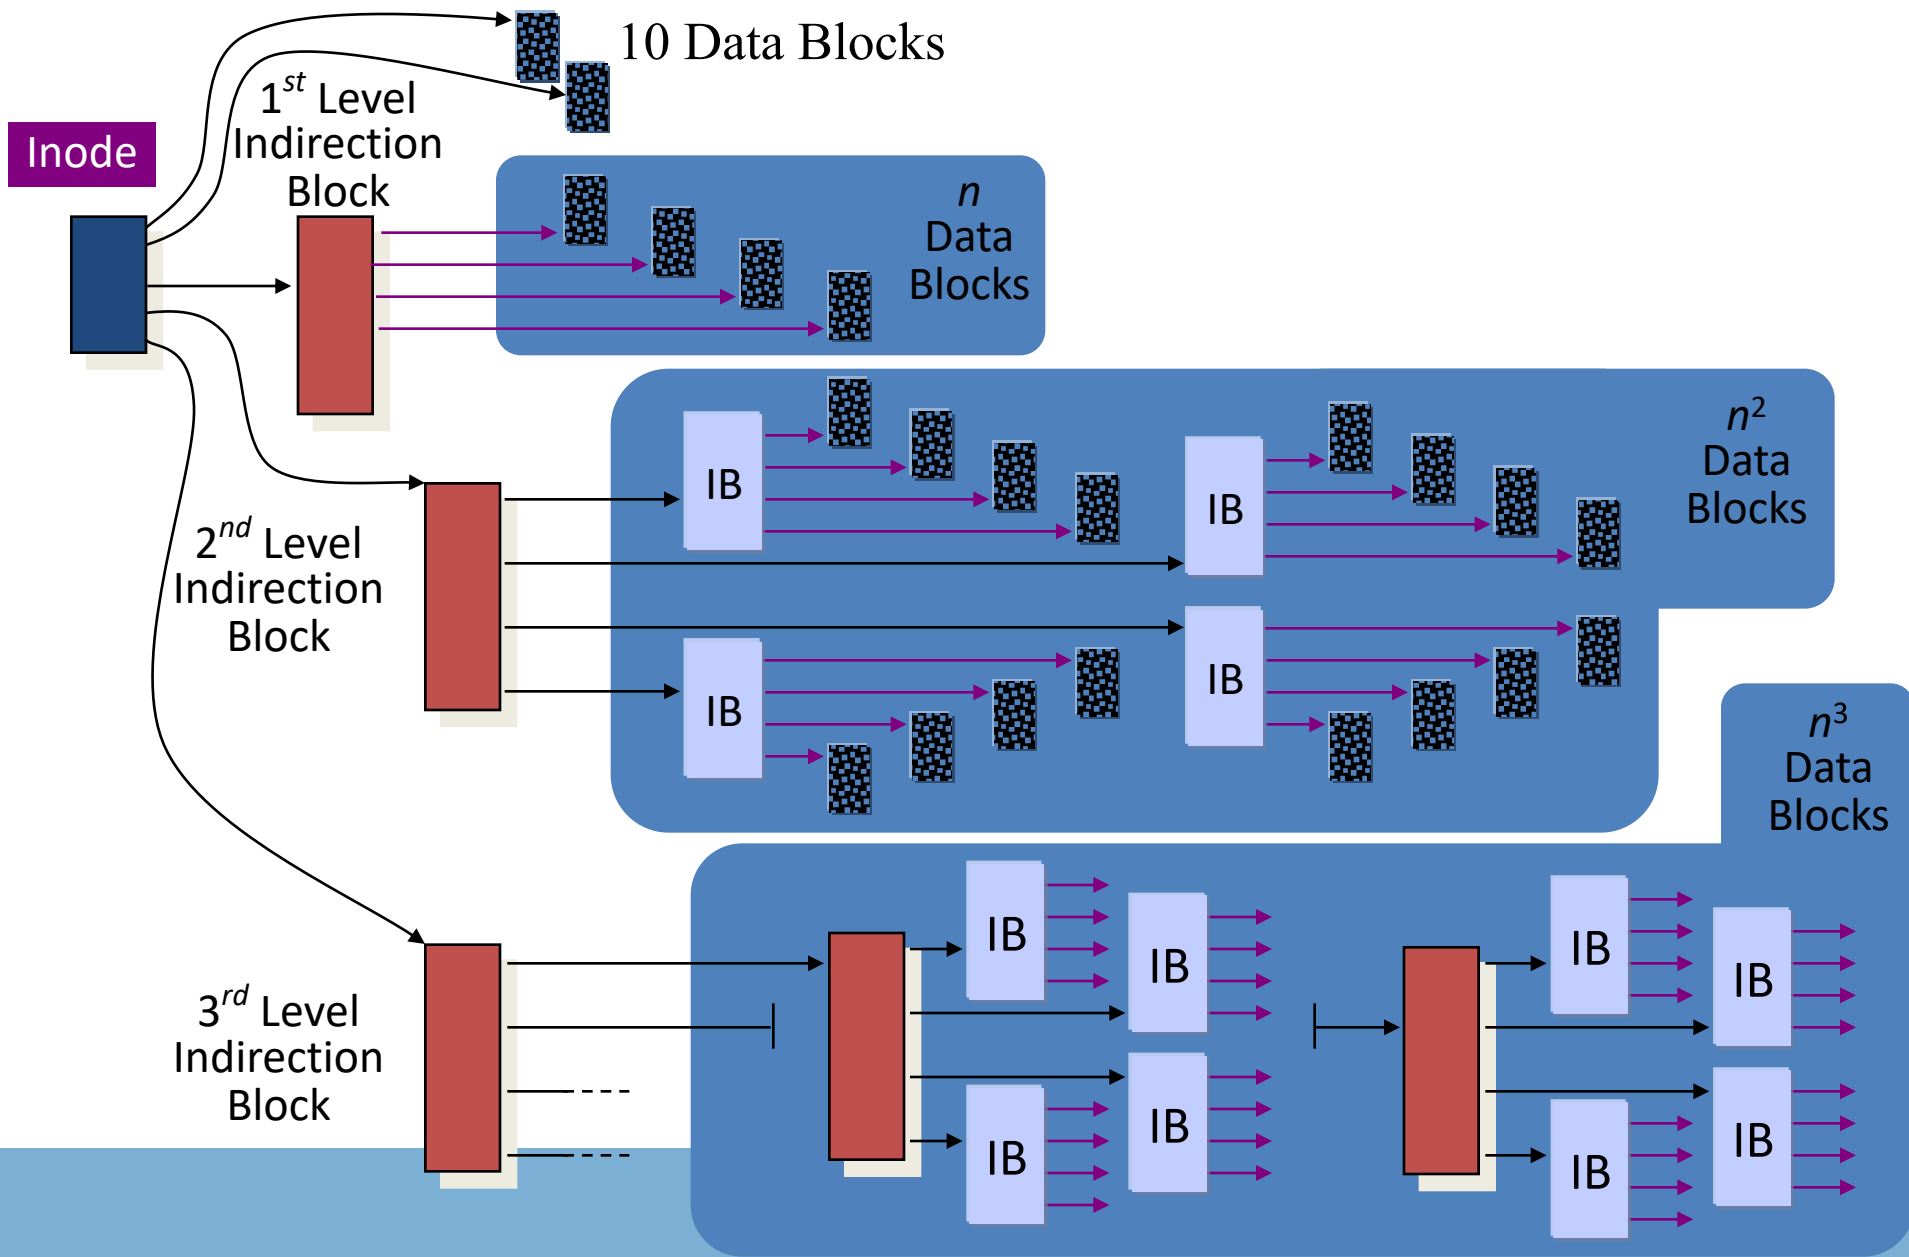 10 Data Blocks
1st Level
Indirection
Block
Inode
n
Data
Blocks
n2
Data
Blocks
IB
IB
2nd Level
Indirection
Block
IB
IB
n3
Data
Blocks
3rd Level
Indirection
Block
IB
IB
IB
IB
IB
IB
IB
IB